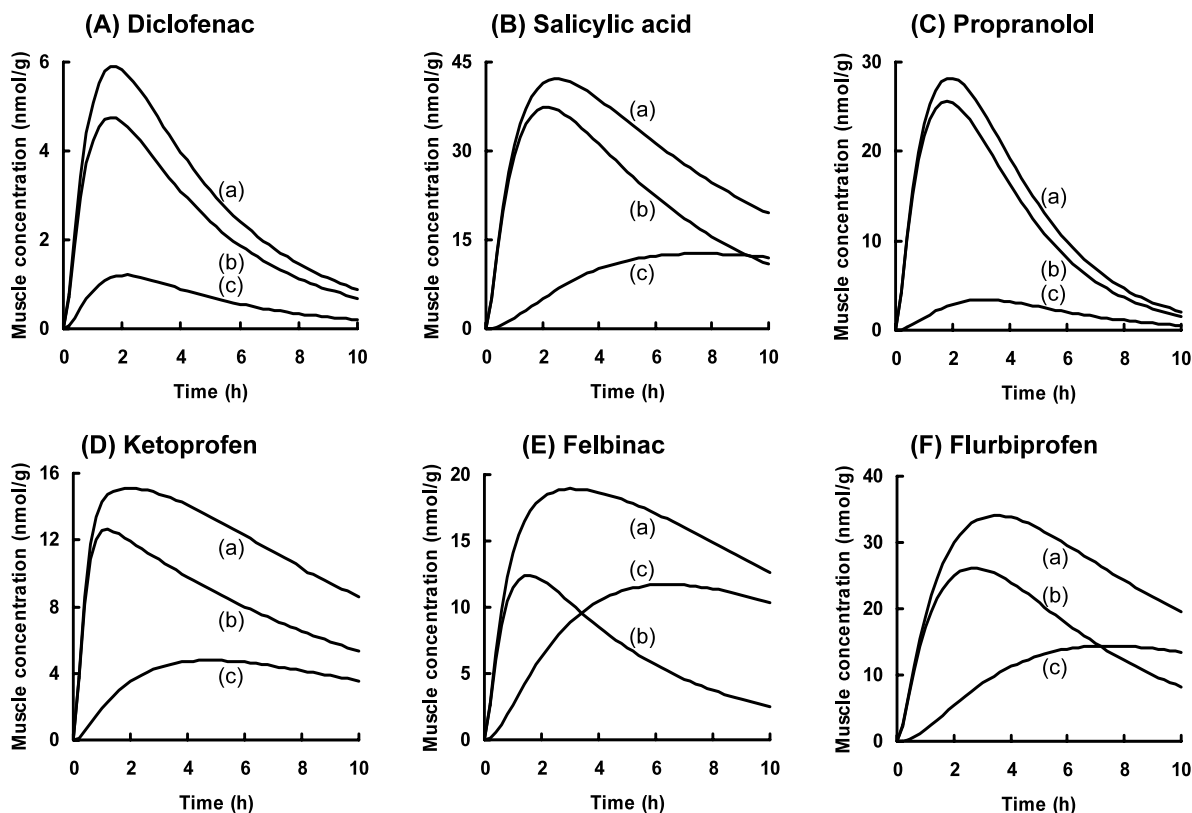 (A) Diclofenac
Muscle concentration (nmol/g)
6
4
2
0
(a)
(b)
(c)
0 2 4 6 8 10
Time (h)
(B) Salicylic acid
Muscle concentration (nmol/g)
45
30
15
0
(a)
(b)
(c)
0 2 4 6 8 10
Time (h)
(C) Propranolol
Muscle concentration (nmol/g)
30
20
10
0
(a)
(b)
(c)
0 2 4 6 8 10
Time (h)
(D) Ketoprofen
Muscle concentration (nmol/g)
16
12
8
4
0
(a)
(b)
(c)
0 2 4 6 8 10
Time (h)
(E) Felbinac
Muscle concentration (nmol/g)
20
15
10
5
0
(a)
(c)
(b)
0 2 4 6 8 10
Time (h)
(F) Flurbiprofen
Muscle concentration (nmol/g)
40
30
20
10
0
(a)
(b)
(c)
0 2 4 6 8 10
Time (h)